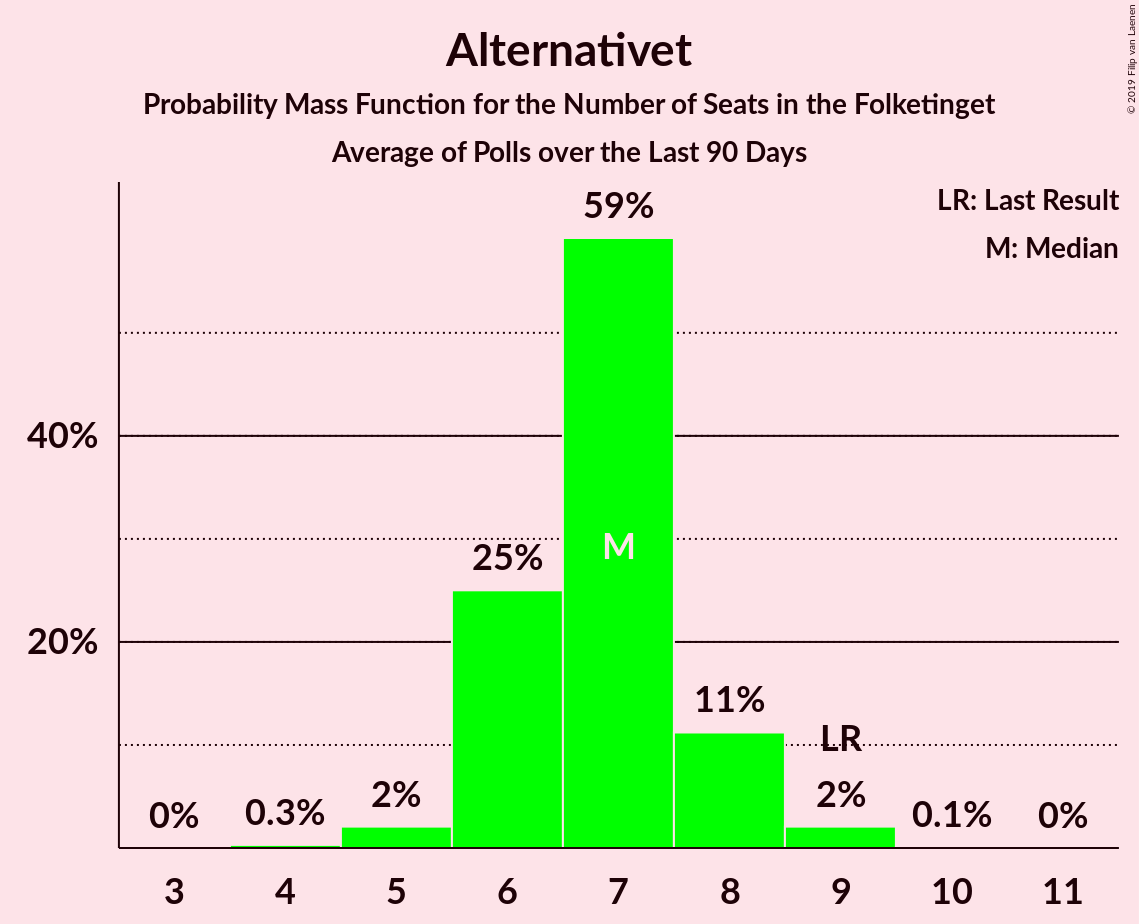 Alternativet
Probability Mass Function for the Number of Seats in the Folketinget
Average of Polls over the Last 90 Days
© 2019 Filip van Laenen
LR: Last Result
M: Median
59%
40%
25%
M
20%
11%
LR
0%
0.3%
2%
2%
0.1%
0%
3 4 5 6 7 8 9 10 11